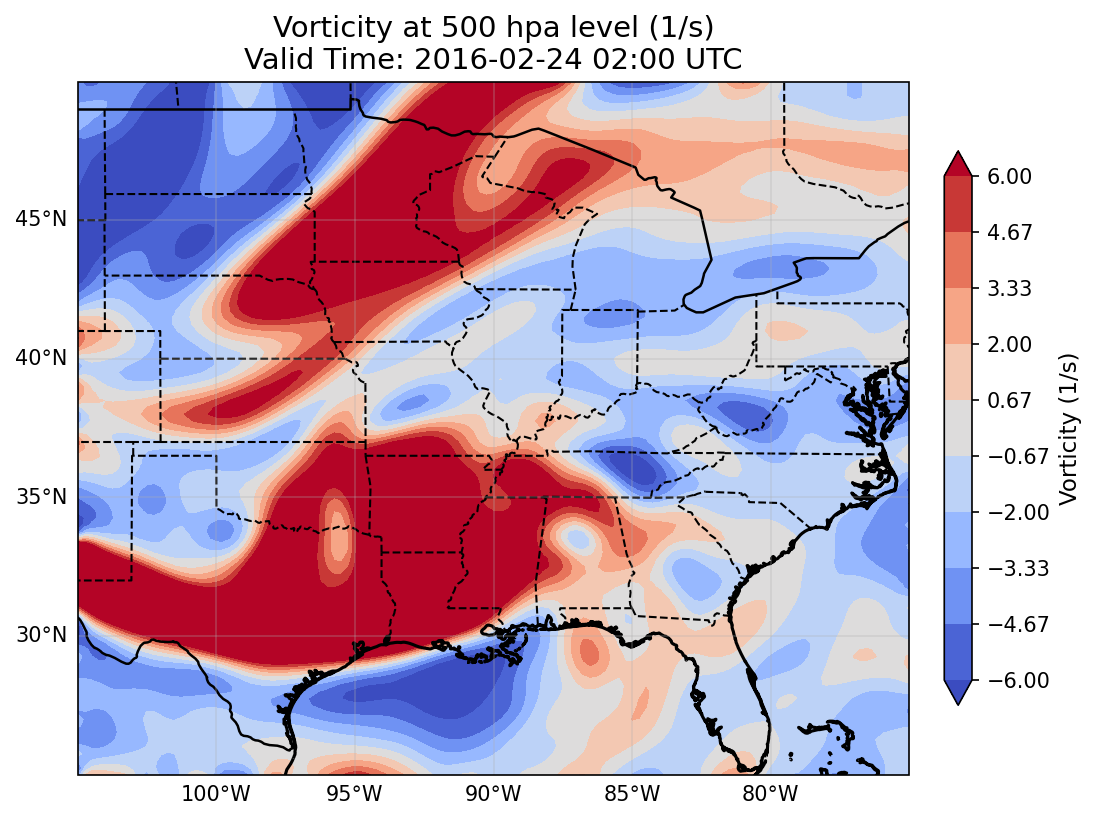 Vorticity at 500 hpa level (1/s)
Valid Time: 2016-02-24 02:00 UTC
45°N
40°N
35°N
30°N
100°W
95°W
90°W
85°W
80°W
6.00
4.67
3.33
2.00
0.67
−0.67
−2.00
−3.33
−4.67
−6.00
Vorticity (1/s)